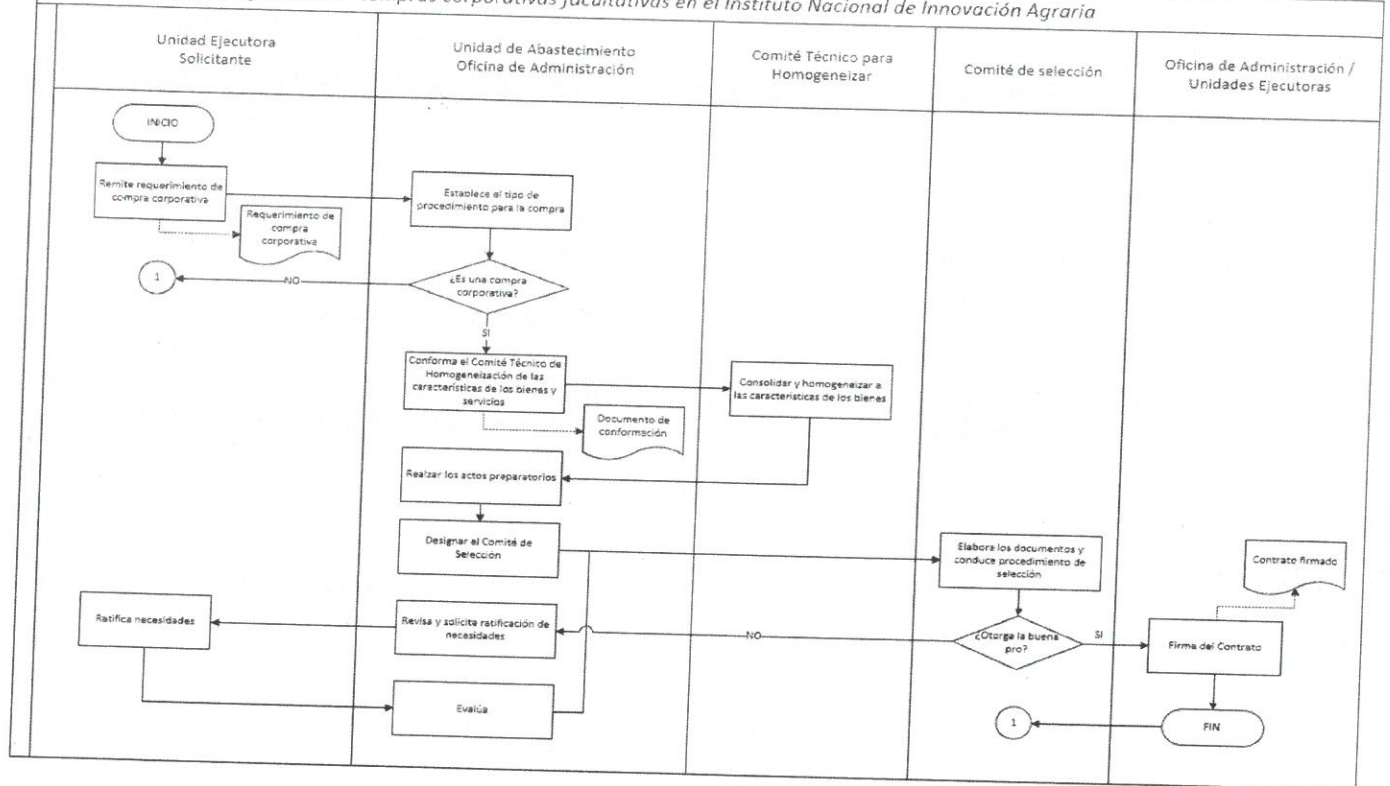 compras corporativas facultativas en el Instituto Nacional de Innovación Agraria
Unidad Ejecutora
Solicitante
Unidad de Abastecimiento
Oficina de Administración
Comité Técnico para
Homogeneizar
Comité de selección
Oficina de Administración /
Unidades Ejecutoras
INICIO
Remite requerimiento de
compra corporativa
Requerimiento de
compra
corporativa
Establece el tipo de
procedimiento para la compra
¿Es una compra
corporativa?
NO
1
SI
Conforma el Comité Técnico de
Homogeneización de las
características de los bienes y
servicios
Documento de
conformación
Consolidar y homogeneizar a
las características de los bienes
Realzar los actos preparatorios
Designar el Comité de
Selección
Elabora los documentos y
conduce procedimiento de
selección
Contrato firmado
Ratifica necesidades
Revisa y solicita ratificación de
necesidades
NO
¿Otorga la buena
pro?
SI
Firma del Contrato
Evalúa
1
FIN